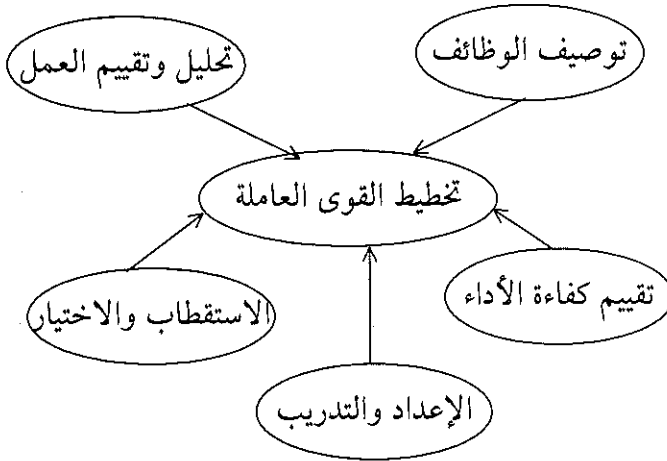 توصيف الوظائف
تحليل وتقييم العمل
تخطيط القوى العاملة
تقييم كفاءة الأداء
الاستقطاب والاختيار
الإعداد والتدريب